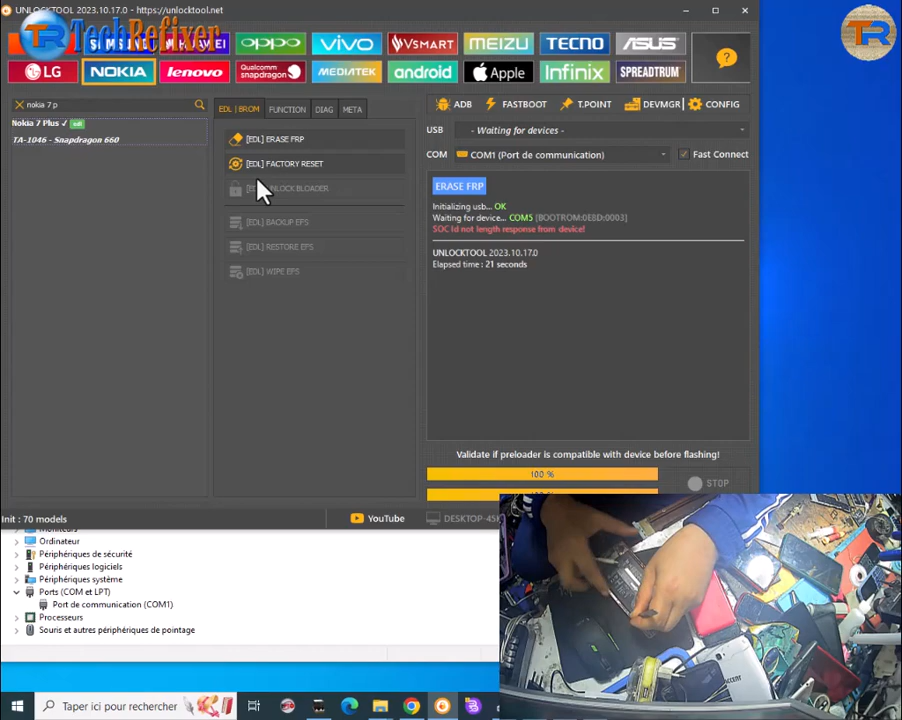 UNLOCKTOOL 2023.10.17.0 - https://unlocktool.net
TR TechRefixer
TR
HUAWEI
oppo
vivo
VSMART
MEIZU
TECNO
ASUS
?
LG
NOKIA
lenovo
Qualcomm snapdragon
MEDIATEK
android
Apple
Infinix
SPREADTRUM
nokia 7 p
Nokia 7 Plus ✓ edl
TA-1046 - Snapdragon 660
EDL | BROM FUNCTION DIAG META
[EDL] ERASE FRP
[EDL] FACTORY RESET
BLOADER
[EDL] BACKUP EFS
[EDL] RESTORE EFS
[EDL] WIPE EFS
ADB FASTBOOT T.POINT DEVMGR CONFIG
USB - Waiting for devices -
COM COM1 (Port de communication) Fast Connect
ERASE FRP
Initializing usb... OK
Waiting for device... COM5 [BOOTROM:0E8D:0003]
SOC Id not length response from device!
UNLOCKTOOL 2023.10.17.0
Elapsed time : 21 seconds
Validate if preloader is compatible with device before flashing!
100 %
STOP
Init : 70 models
YouTube
Moniteurs
Ordinateur
Périphériques de sécurité
Périphériques logiciels
Périphériques système
Ports (COM et LPT)
Port de communication (COM1)
Processeurs
Souris et autres périphériques de pointage
Taper ici pour rechercher